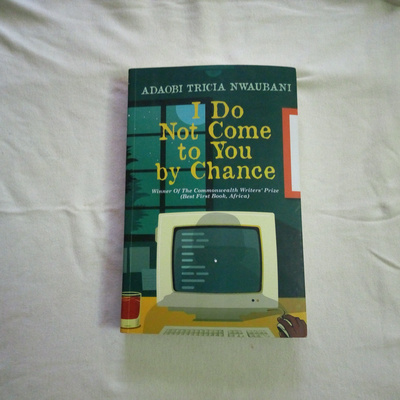 ADAOBI TRICIA NWAUBANI
I Do
Not Come
to You
by Chance
Winner Of The Commonwealth Writers' Prize
(Best First Book, Africa)